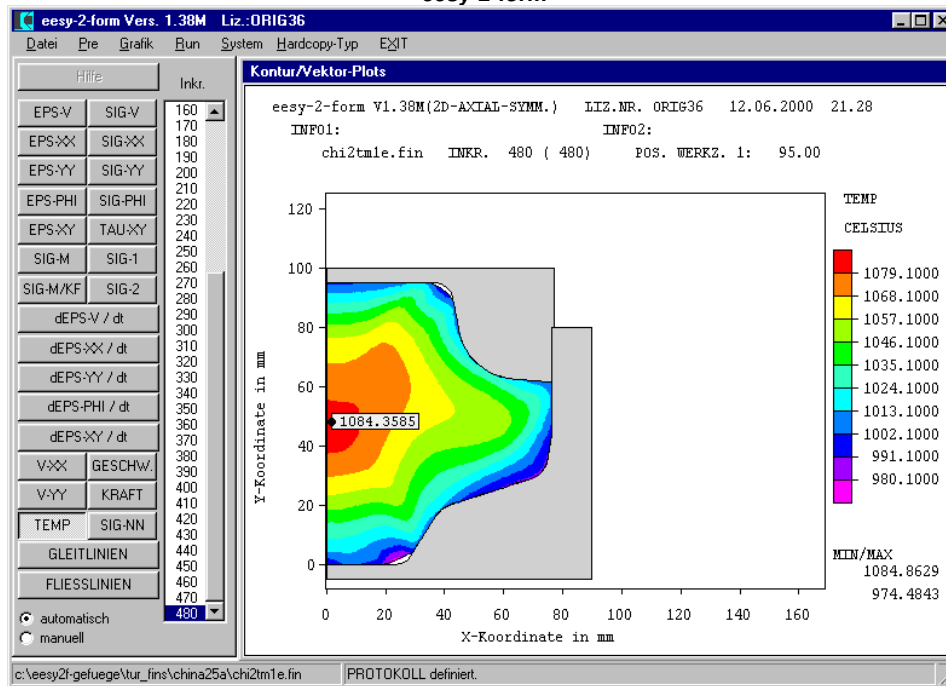 eesy-2-form
eesy-2-form Vers. 1.38M Liz.:ORIG36
Datei Pre Grafik Run System Hardcopy-Typ EXIT
Hilfe
Inkr.
EPS-V SIG-V
EPS-XX SIG-XX
EPS-YY SIG-YY
EPS-PHI SIG-PHI
EPS-XY TAU-XY
SIG-M SIG-1
SIG-M/KF SIG-2
dEPS-V / dt
dEPS-XX / dt
dEPS-YY / dt
dEPS-PHI / dt
dEPS-XY / dt
V-XX GESCHW.
V-YY KRAFT
TEMP SIG-NN
GLEITLINIEN
FLIESSLINIEN
automatisch
manuell
160
170
180
190
200
210
220
230
240
250
260
270
280
290
300
310
320
330
340
350
360
370
380
390
400
410
420
430
440
450
460
470
480
Kontur/Vektor-Plots
eesy-2-form V1.38M(2D-AXIAL-SYMM.) LIZ.NR. ORIG36 12.06.2000 21.28
INFO1: INFO2:
chi2tm1e.fin INKR. 480 ( 480) POS. WERKZ. 1: 95.00
Y-Koordinate in mm
120
100
80
60
40
20
0
1084.3585
0 20 40 60 80 100 120 140 160
X-Koordinate in mm
TEMP
CELSIUS
1079.1000
1068.1000
1057.1000
1046.1000
1035.1000
1024.1000
1013.1000
1002.1000
991.1000
980.1000
MIN/MAX
1084.8629
974.4843
c:\eesy2f-gefuege\tur_fins\china25a\chi2tm1e.fin PROTOKOLL definiert.